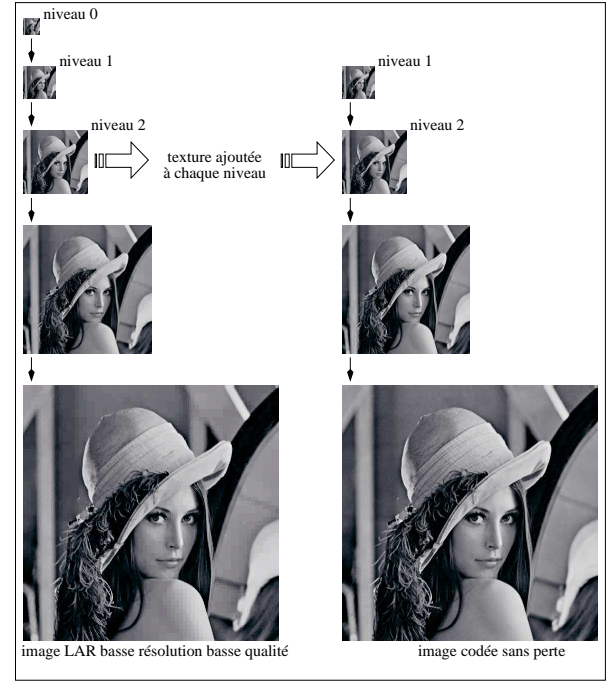 niveau 0
niveau 1
niveau 1
niveau 2
niveau 2
texture ajoutée
à chaque niveau
image LAR basse résolution basse qualité
image codée sans perte